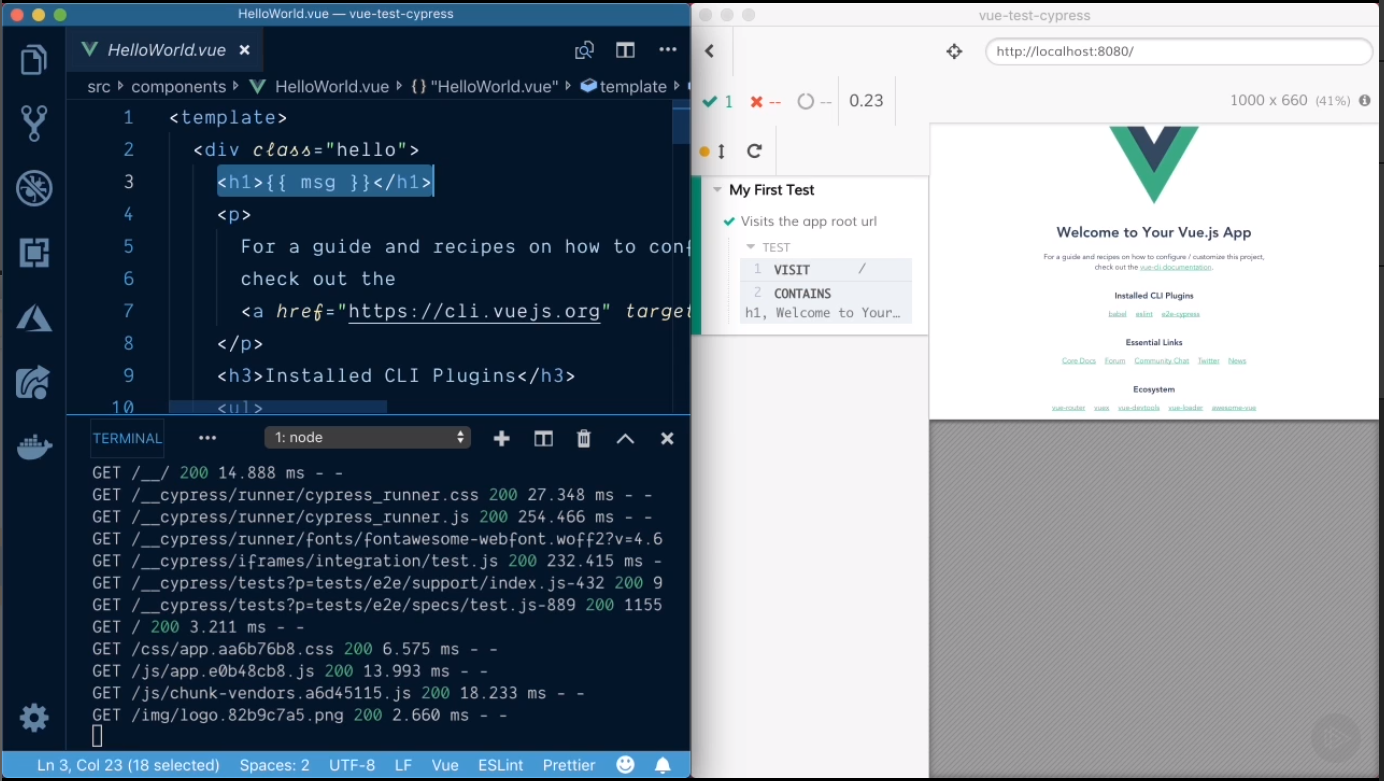 HelloWorld.vue — vue-test-cypress
HelloWorld.vue
src components HelloWorld.vue {} "HelloWorld.vue" template
1 <template>
2 <div class="hello">
3 <h1>{{ msg }}</h1>
4 <p>
5 For a guide and recipes on how to conf
6 check out the
7 <a href="https://cli.vuejs.org" target
8 </p>
9 <h3>Installed CLI Plugins</h3>
10 <ul>
TERMINAL ... 1: node
GET /__/ 200 14.888 ms - -
GET /__cypress/runner/cypress_runner.css 200 27.348 ms - -
GET /__cypress/runner/cypress_runner.js 200 254.466 ms - -
GET /__cypress/runner/fonts/fontawesome-webfont.woff2?v=4.6
GET /__cypress/iframes/integration/test.js 200 232.415 ms -
GET /__cypress/tests?p=tests/e2e/support/index.js-432 200 9
GET /__cypress/tests?p=tests/e2e/specs/test.js-889 200 1155
GET / 200 3.211 ms - -
GET /css/app.aa6b76b8.css 200 6.575 ms - -
GET /js/app.e0b48cb8.js 200 13.993 ms - -
GET /js/chunk-vendors.a6d45115.js 200 18.233 ms - -
GET /img/logo.82b9c7a5.png 200 2.660 ms - -
Ln 3, Col 23 (18 selected) Spaces: 2 UTF-8 LF Vue ESLint Prettier
vue-test-cypress
http://localhost:8080/
1 -- -- 0.23
1000 x 660 (41%)
My First Test
Visits the app root url
TEST
1 VISIT /
2 CONTAINS
h1, Welcome to Your...
Welcome to Your Vue.js App
For a guide and recipes on how to configure / customize this project,
check out the vue-cli documentation.
Installed CLI Plugins
babel eslint e2e-cypress
Essential Links
Core Docs Forum Community Chat Twitter News
Ecosystem
vue-router vuex vue-devtools vue-loader awesome-vue